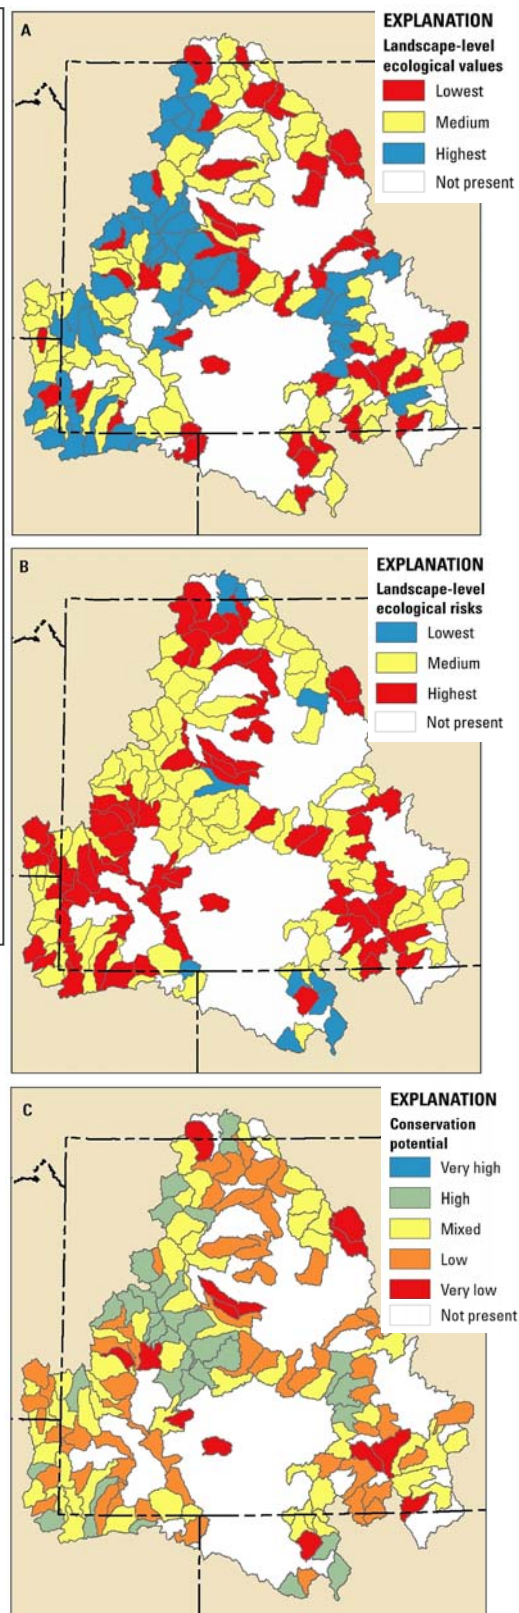 A
EXPLANATION
Landscape-level
ecological values
Lowest
Medium
Highest
Not present
B
EXPLANATION
Landscape-level
ecological risks
Lowest
Medium
Highest
Not present
C
EXPLANATION
Conservation
potential
Very high
High
Mixed
Low
Very low
Not present